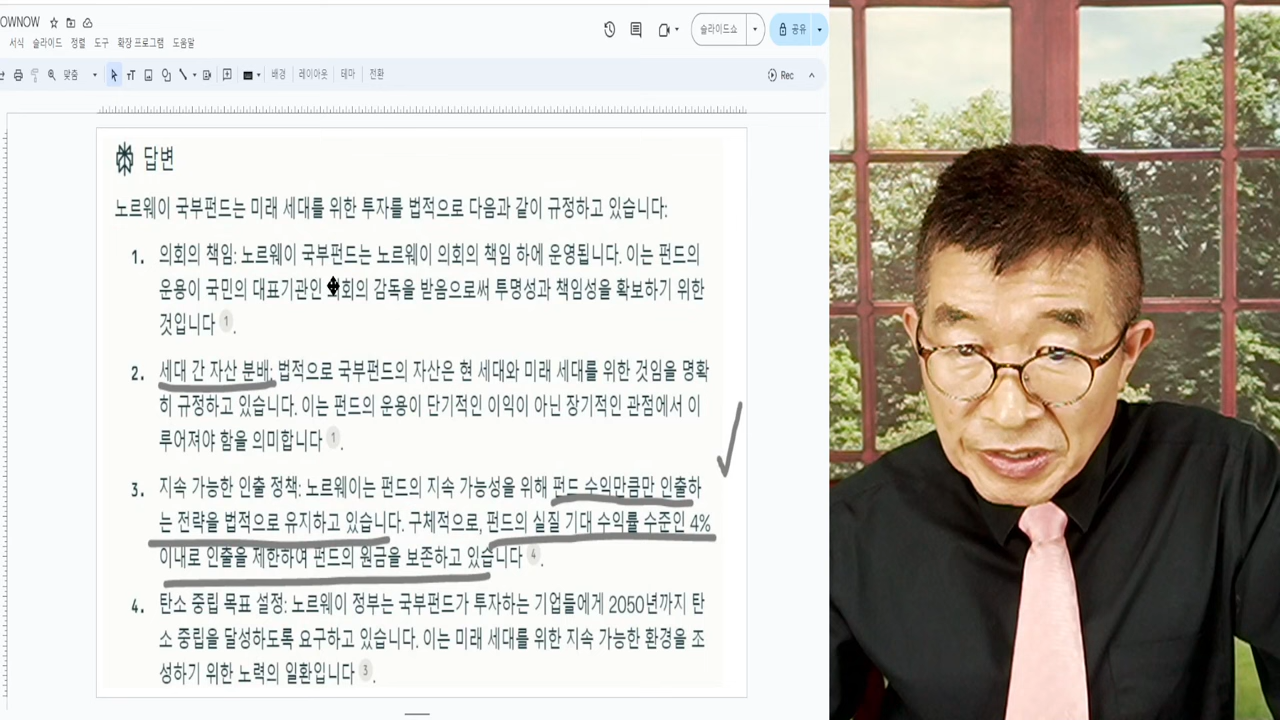 OWNOW
서식 슬라이드 정렬 도구 확장 프로그램 도움말
슬라이드쇼
공유
맞춤
배경 레이아웃 테마 전환
Rec
답변
노르웨이 국부펀드는 미래 세대를 위한 투자를 법적으로 다음과 같이 규정하고 있습니다:
1. 의회의 책임: 노르웨이 국부펀드는 노르웨이 의회의 책임 하에 운영됩니다. 이는 펀드의
운용이 국민의 대표기관인 의회의 감독을 받음으로써 투명성과 책임성을 확보하기 위한
것입니다 1.
2. 세대 간 자산 분배: 법적으로 국부펀드의 자산은 현 세대와 미래 세대를 위한 것임을 명확
히 규정하고 있습니다. 이는 펀드의 운용이 단기적인 이익이 아닌 장기적인 관점에서 이
루어져야 함을 의미합니다 1.
3. 지속 가능한 인출 정책: 노르웨이는 펀드의 지속 가능성을 위해 펀드 수익만큼만 인출하
는 전략을 법적으로 유지하고 있습니다. 구체적으로, 펀드의 실질 기대 수익률 수준인 4%
이내로 인출을 제한하여 펀드의 원금을 보존하고 있습니다 4.
4. 탄소 중립 목표 설정: 노르웨이 정부는 국부펀드가 투자하는 기업들에게 2050년까지 탄
소 중립을 달성하도록 요구하고 있습니다. 이는 미래 세대를 위한 지속 가능한 환경을 조
성하기 위한 노력의 일환입니다 3.